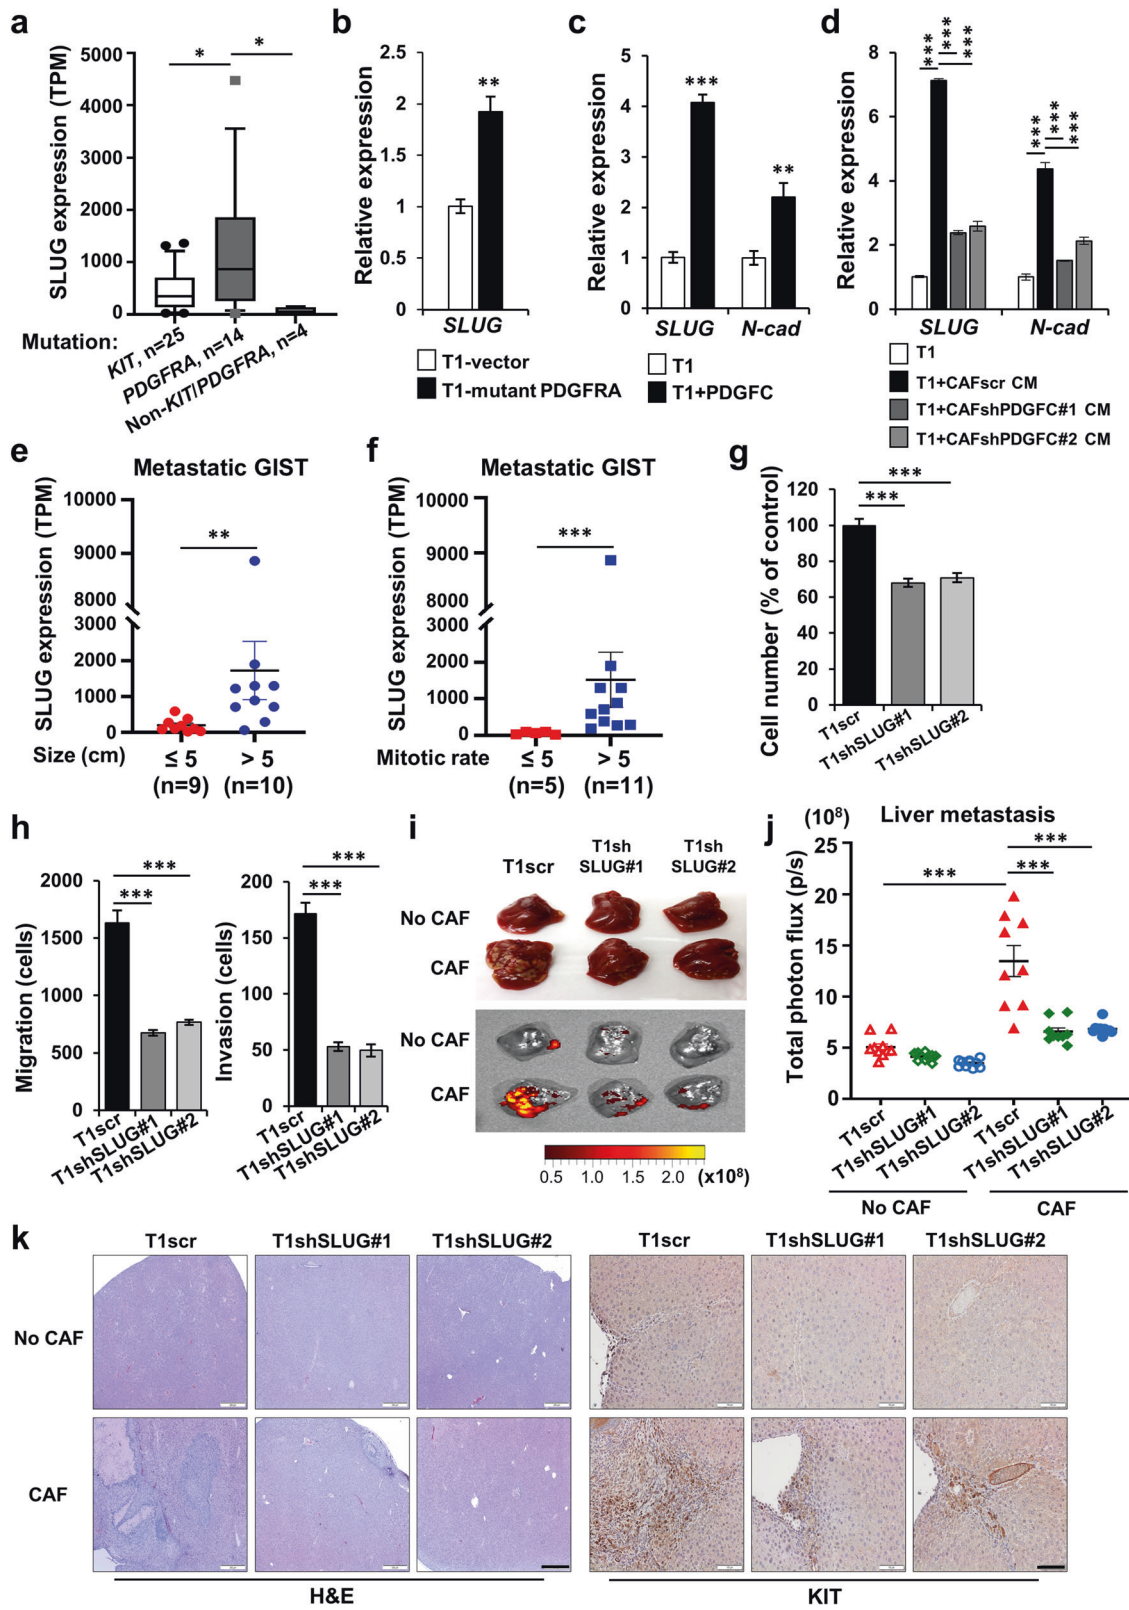 a
SLUG expression (TPM)
5000
4000
3000
2000
1000
0
*
*
Mutation:
KIT, n=25
PDGFRA, n=14
Non-KIT/PDGFRA, n=4
b
Relative expression
2.5
2
1.5
1
0.5
0
**
SLUG
T1-vector
T1-mutant PDGFRA
c
Relative expression
5
4
3
2
1
0
***
**
SLUG
N-cad
T1
T1+PDGFC
d
Relative expression
8
6
4
2
0
***
***
***
***
***
***
SLUG
N-cad
T1
T1+CAFscr CM
T1+CAFshPDGFC#1 CM
T1+CAFshPDGFC#2 CM
e
Metastatic GIST
SLUG expression (TPM)
10000
9000
8000
3000
2000
1000
0
**
Size (cm)
≤ 5
> 5
(n=9)
(n=10)
f
Metastatic GIST
SLUG expression (TPM)
10000
9000
8000
3000
2000
1000
0
***
Mitotic rate
≤ 5
> 5
(n=5)
(n=11)
g
Cell number (% of control)
120
100
80
60
40
20
0
***
***
T1scr
T1shSLUG#1
T1shSLUG#2
h
Migration (cells)
2000
1500
1000
500
0
***
***
T1scr
T1shSLUG#1
T1shSLUG#2
Invasion (cells)
200
150
100
50
0
***
***
T1scr
T1shSLUG#1
T1shSLUG#2
i
T1scr
T1sh
SLUG#1
T1sh
SLUG#2
No CAF
CAF
No CAF
CAF
0.5 1.0 1.5 2.0 (x10⁸)
j
(10⁸)
Liver metastasis
Total photon flux (p/s)
25
20
15
10
5
0
***
***
***
T1scr
T1shSLUG#1
T1shSLUG#2
T1scr
T1shSLUG#1
T1shSLUG#2
No CAF
CAF
k
T1scr
T1shSLUG#1
T1shSLUG#2
T1scr
T1shSLUG#1
T1shSLUG#2
No CAF
CAF
H&E
KIT